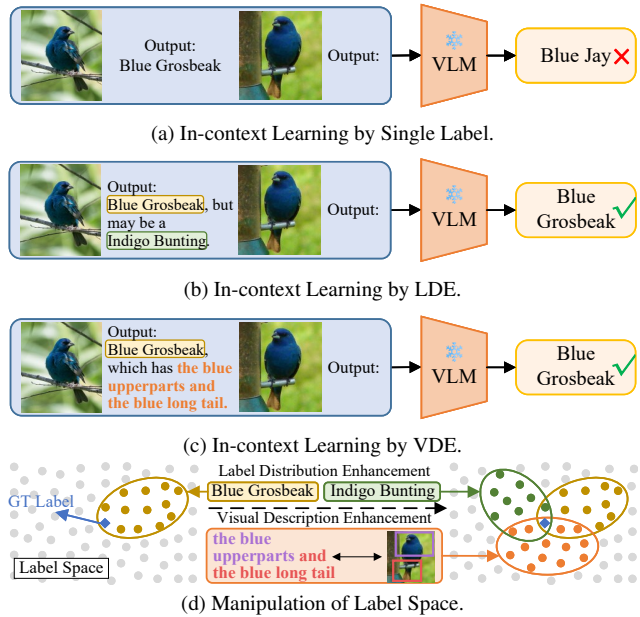 Output:
Blue Grosbeak
Output:
VLM
Blue Jay
(a) In-context Learning by Single Label.
Output:
Blue Grosbeak, but
may be a
Indigo Bunting.
Output:
VLM
Blue
Grosbeak
(b) In-context Learning by LDE.
Output:
Blue Grosbeak,
which has the blue
upperparts and
the blue long tail.
Output:
VLM
Blue
Grosbeak
(c) In-context Learning by VDE.
Label Distribution Enhancement
GT Label
Blue Grosbeak
Indigo Bunting
Visual Description Enhancement
Label Space
the blue
upperparts and
the blue long tail
(d) Manipulation of Label Space.